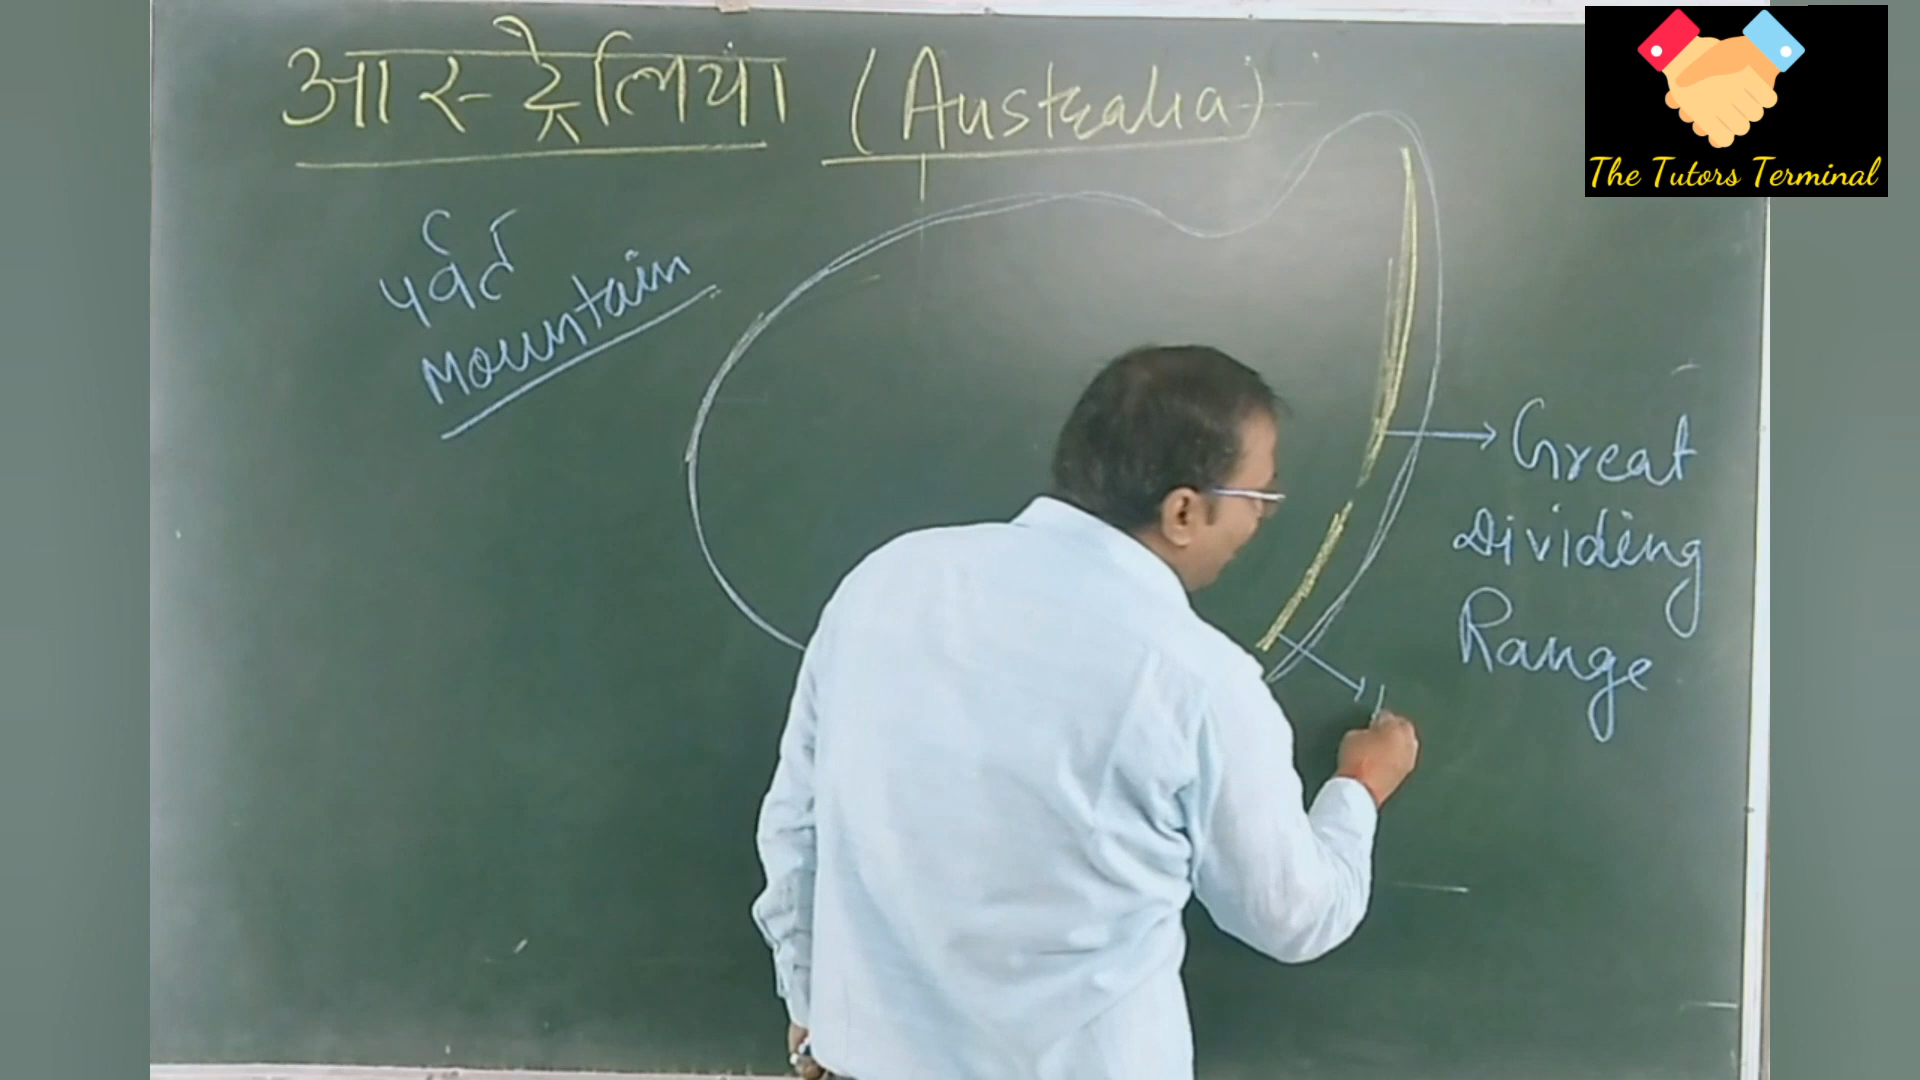 आस्ट्रेलिया (Australia)
पर्वत
Mountain
Great
Dividing
Range
The Tutors Terminal